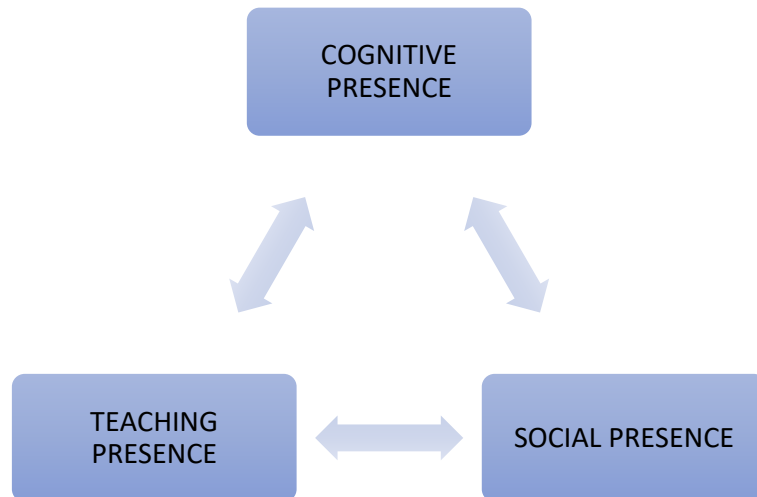 COGNITIVE
PRESENCE
TEACHING
PRESENCE
SOCIAL PRESENCE